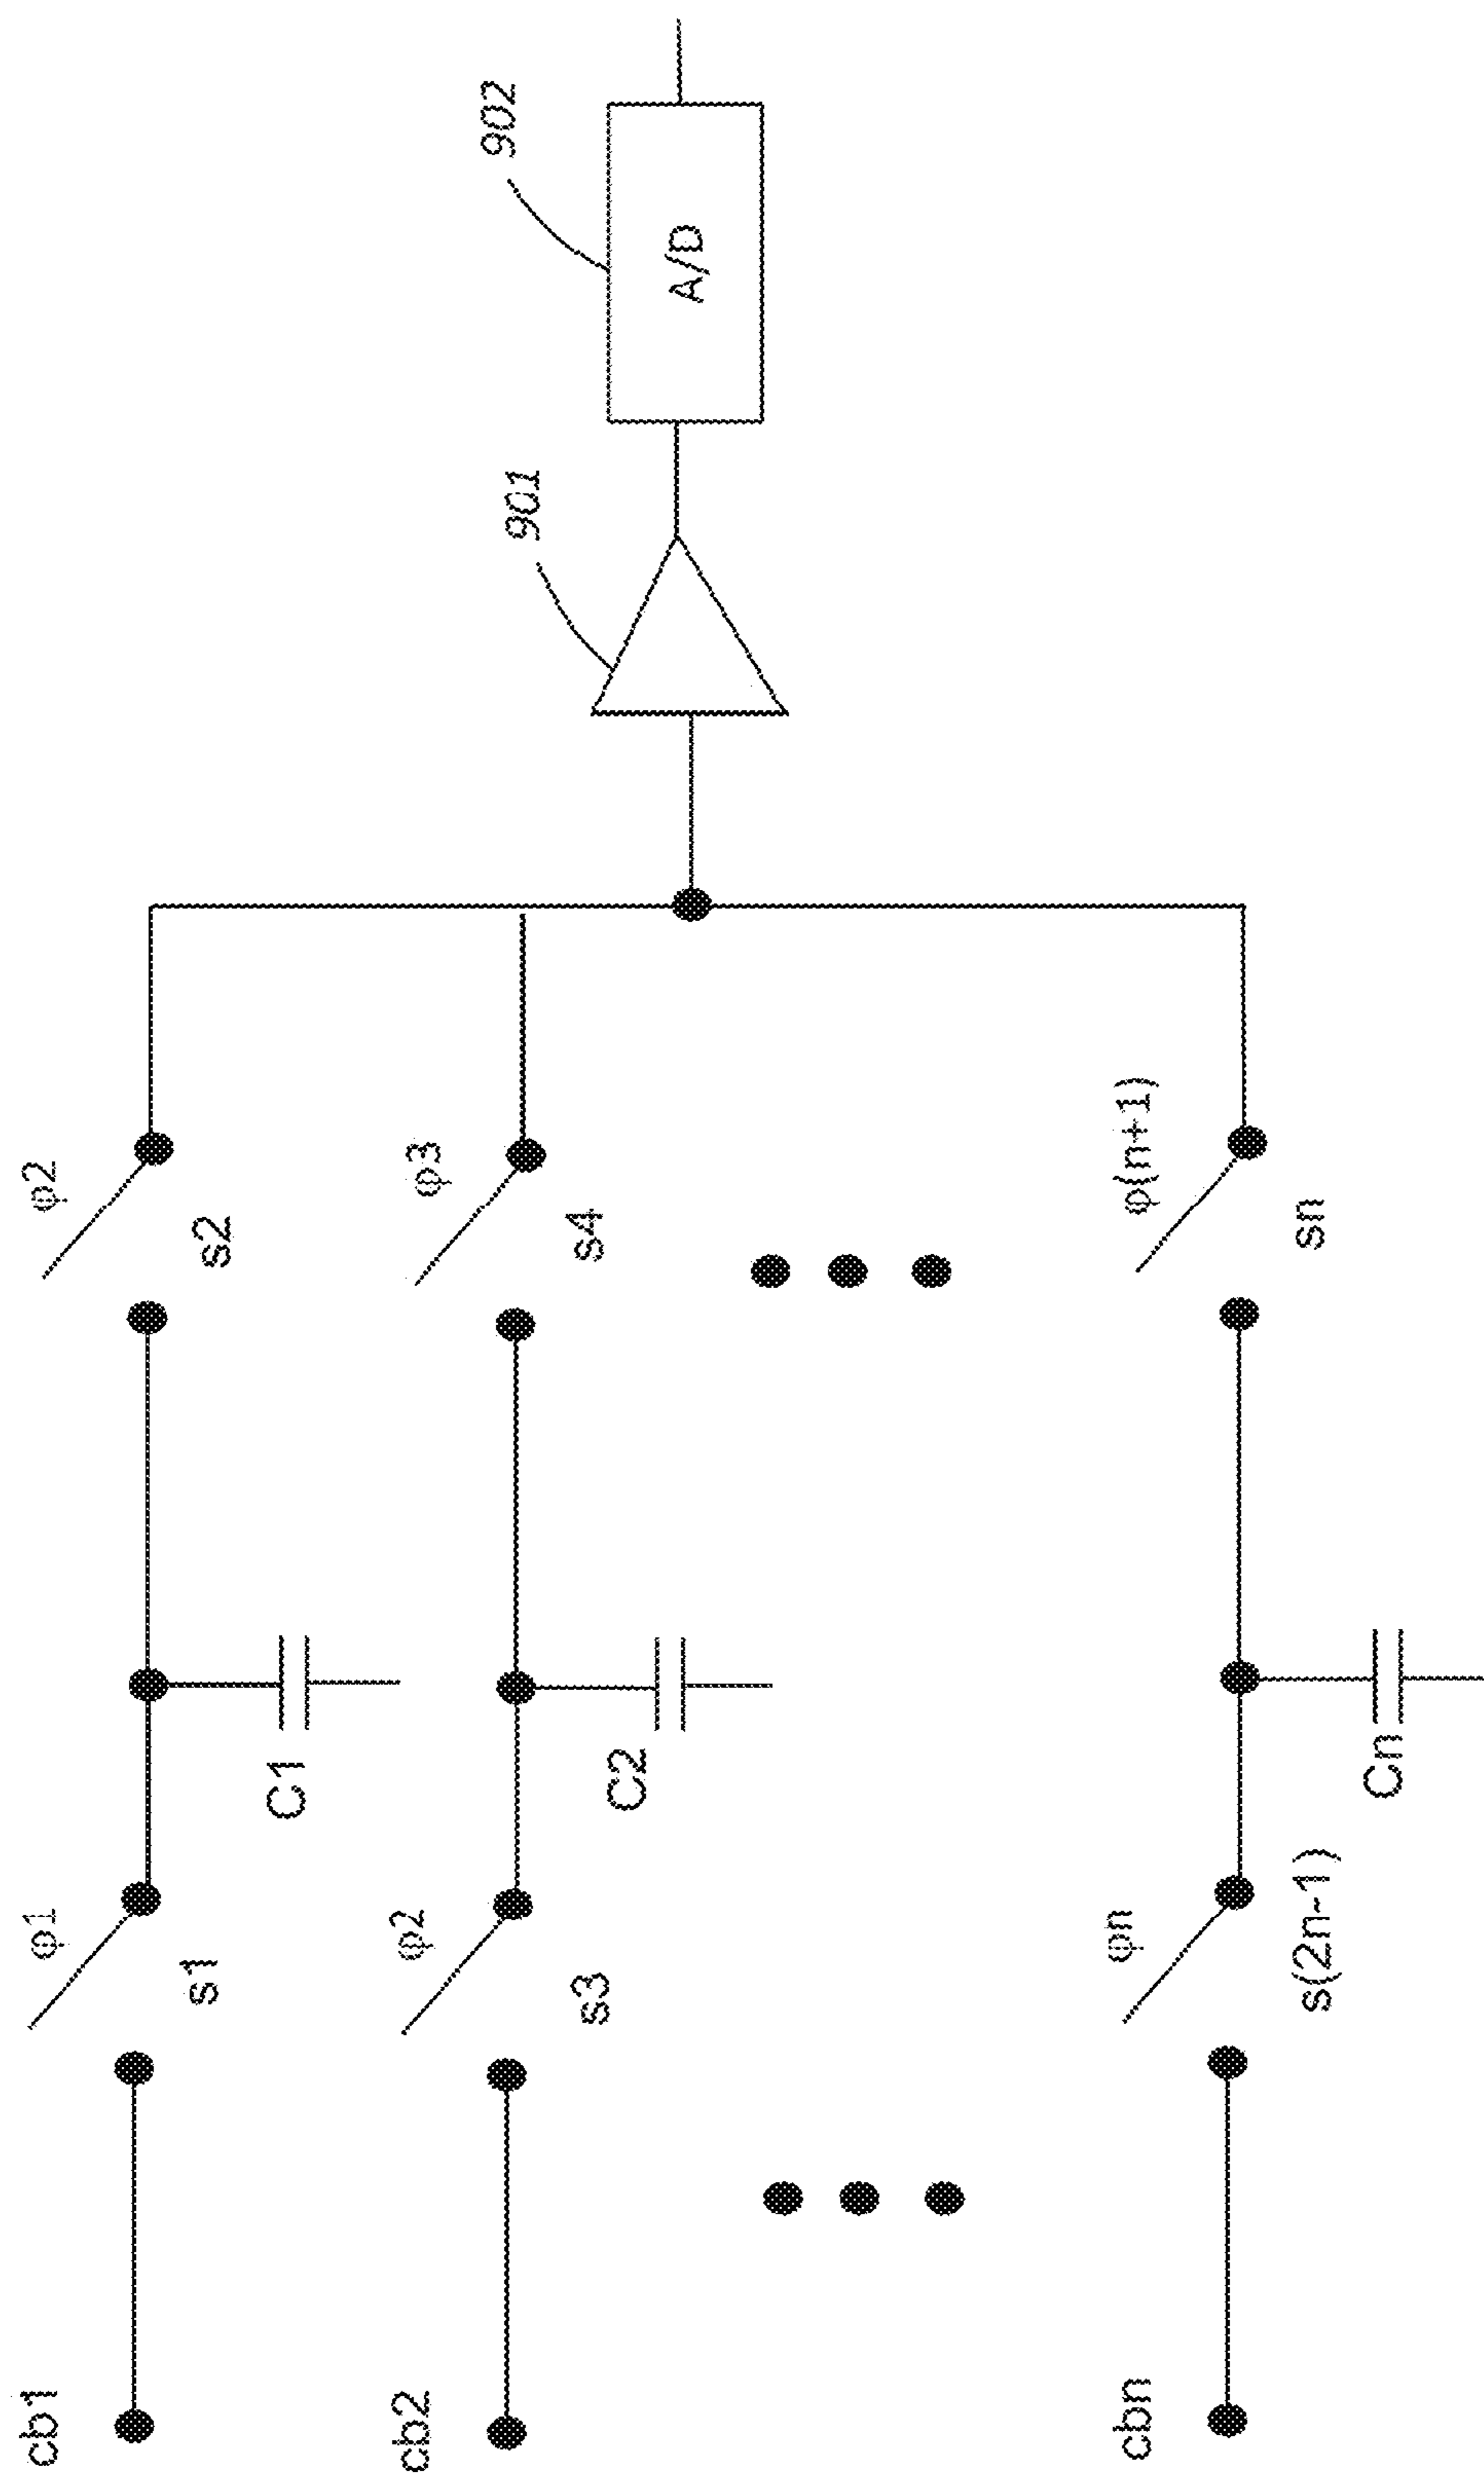 cb1
φ1
s1
C1
φ2
s2
cb2
φ2
s3
C2
φ3
s4
901
902
A/D
cbn
φn
s(2n-1)
Cn
φ(n+1)
sn